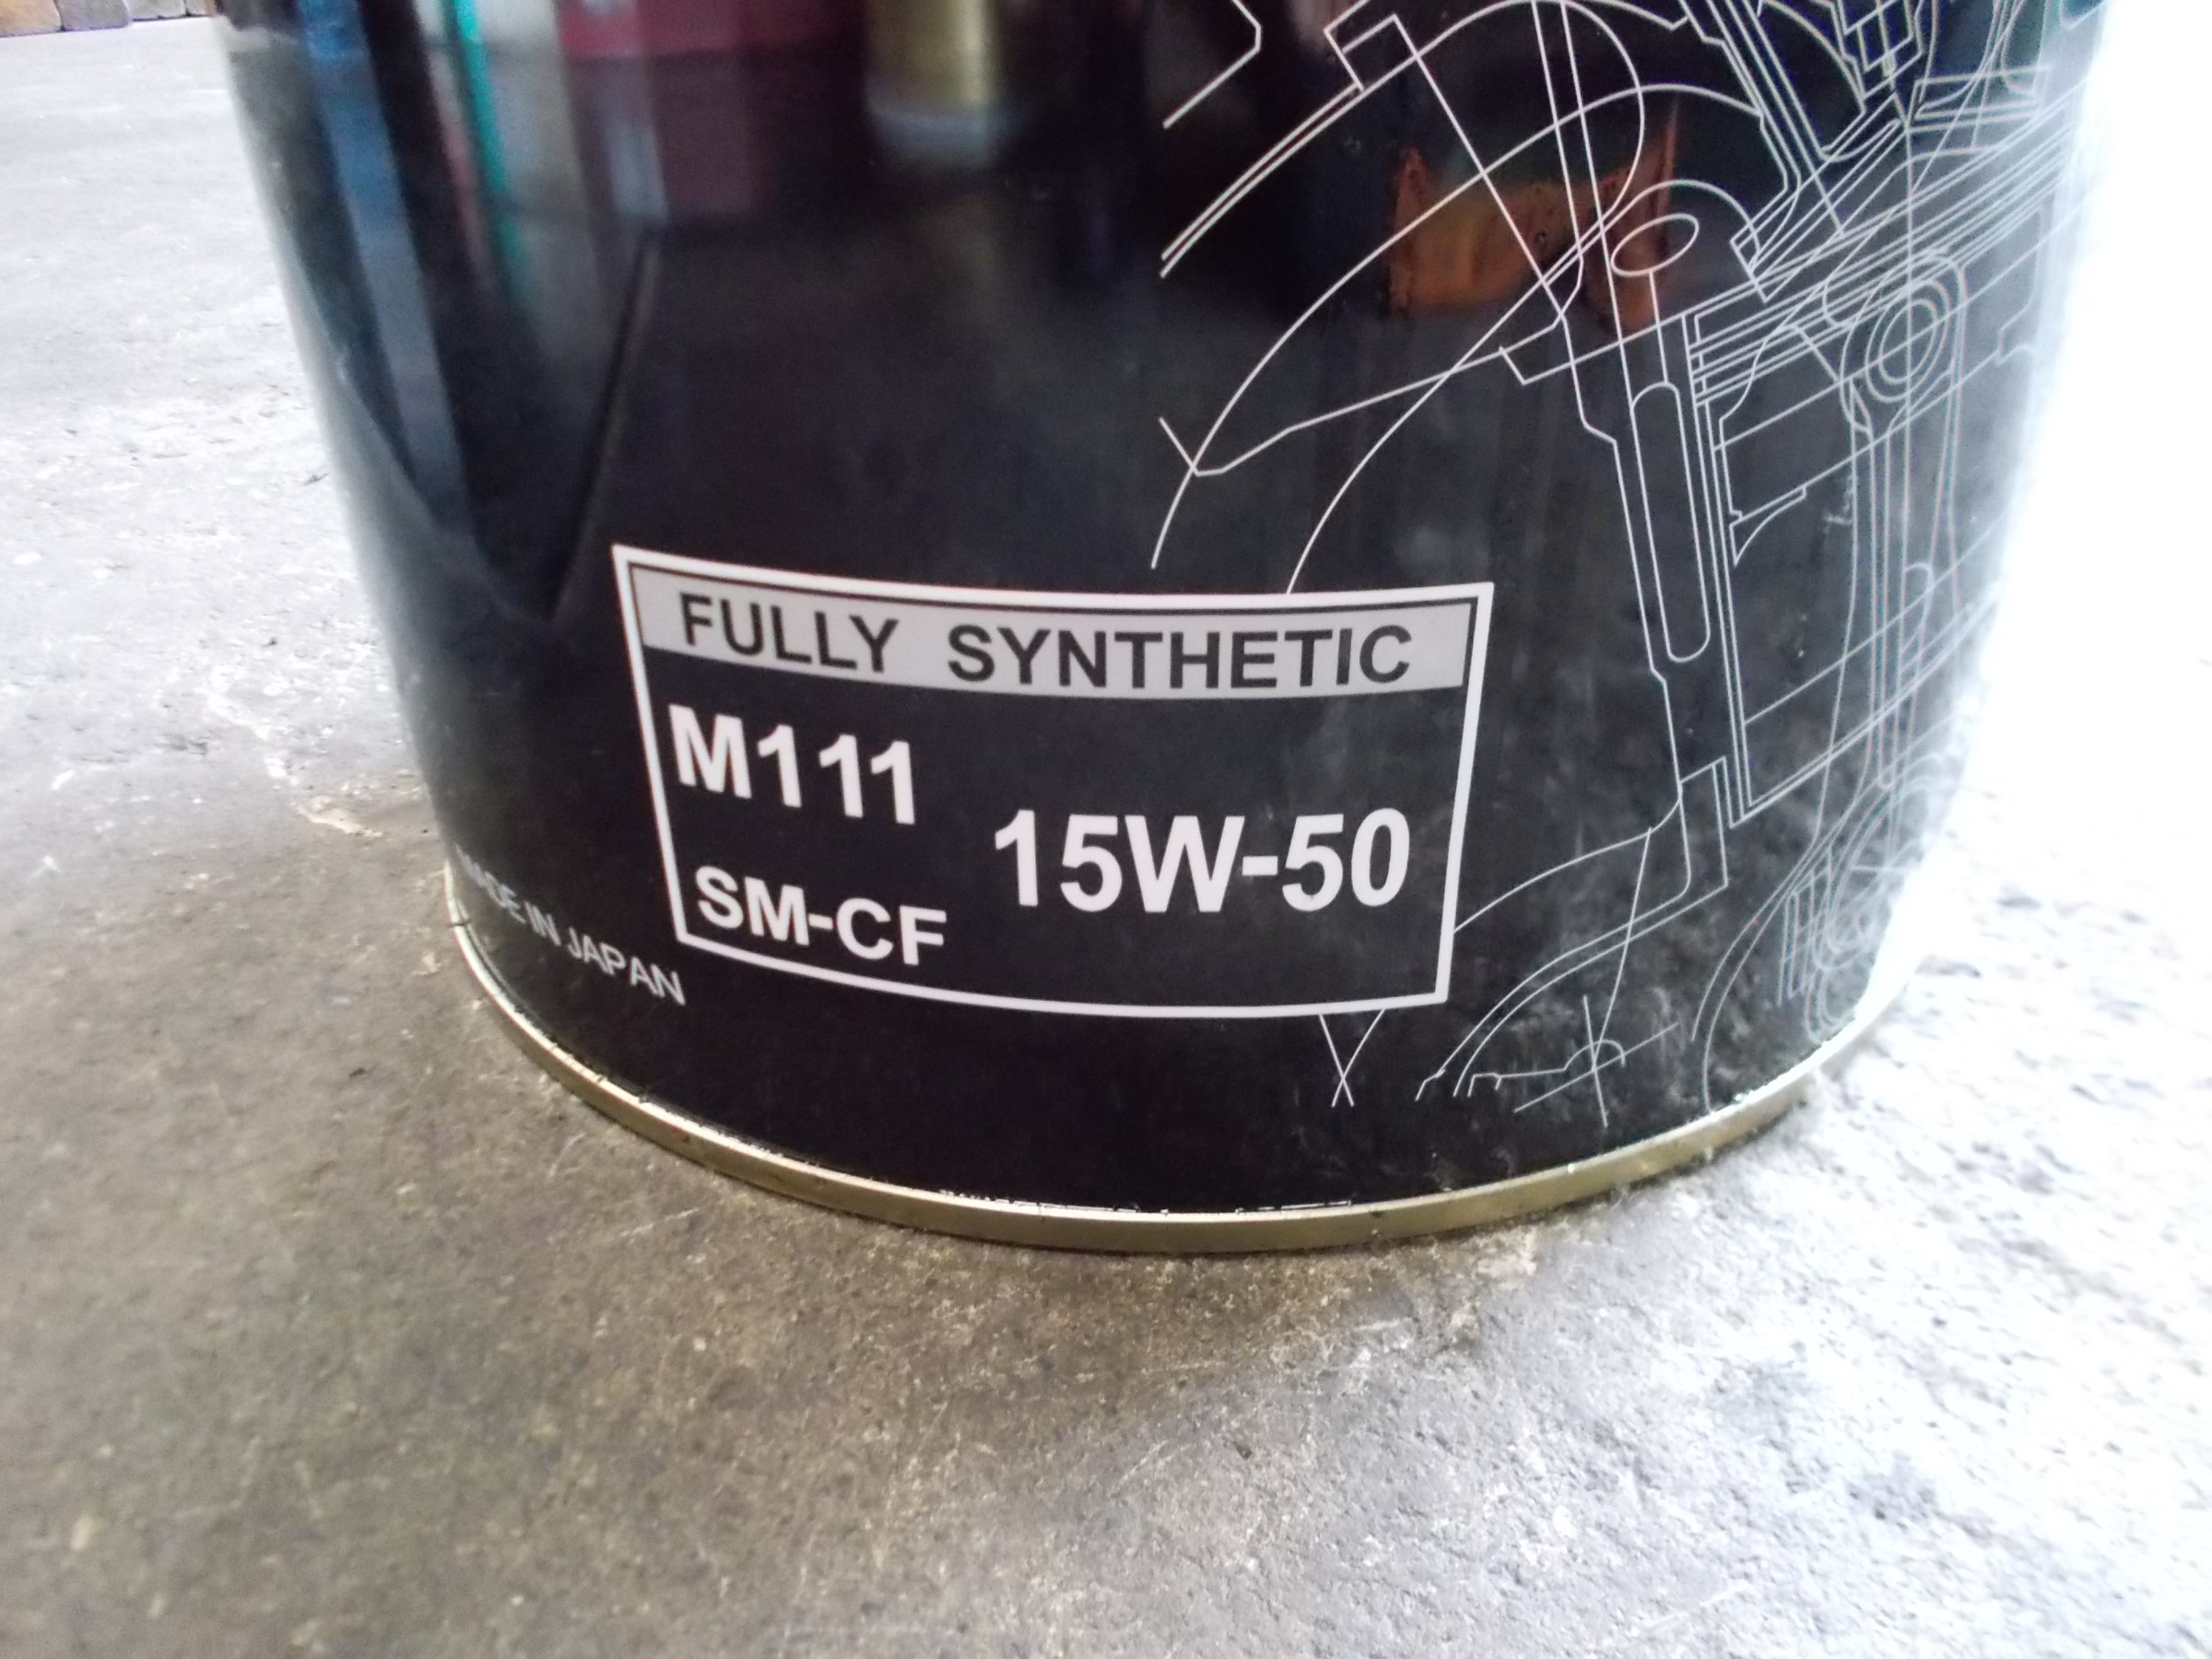 FULLY SYNTHETIC
M111
15W-50
SM-CF
MADE IN JAPAN